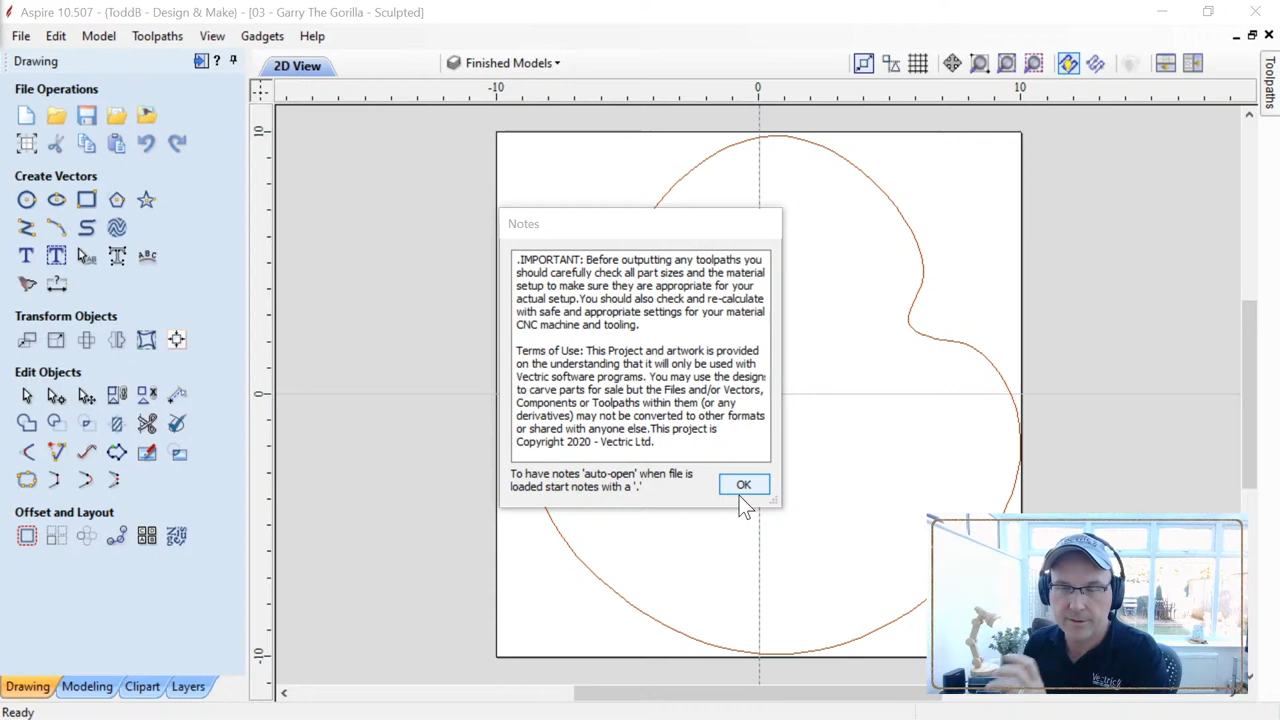 Aspire 10.507 - {ToddB - Design & Make} - [03 - Garry The Gorilla - Sculpted]
File Edit Model Toolpaths View Gadgets Help
Drawing
2D View
Finished Models
Toolpaths
File Operations
Create Vectors
Transform Objects
Edit Objects
Offset and Layout
-10 0 10
10
0
-10
Notes
.IMPORTANT: Before outputting any toolpaths you
should carefully check all part sizes and the material
setup to make sure they are appropriate for your
actual setup.You should also check and re-calculate
with safe and appropriate settings for your material
CNC machine and tooling.
Terms of Use: This Project and artwork is provided
on the understanding that it will only be used with
Vectric software programs. You may use the designs
to carve parts for sale but the Files and/or Vectors,
Components or Toolpaths within them (or any
derivatives) may not be converted to other formats
or shared with anyone else.This project is
Copyright 2020 - Vectric Ltd.
To have notes 'auto-open' when file is
loaded start notes with a '.'
OK
Vectric
Drawing Modeling Clipart Layers
Ready